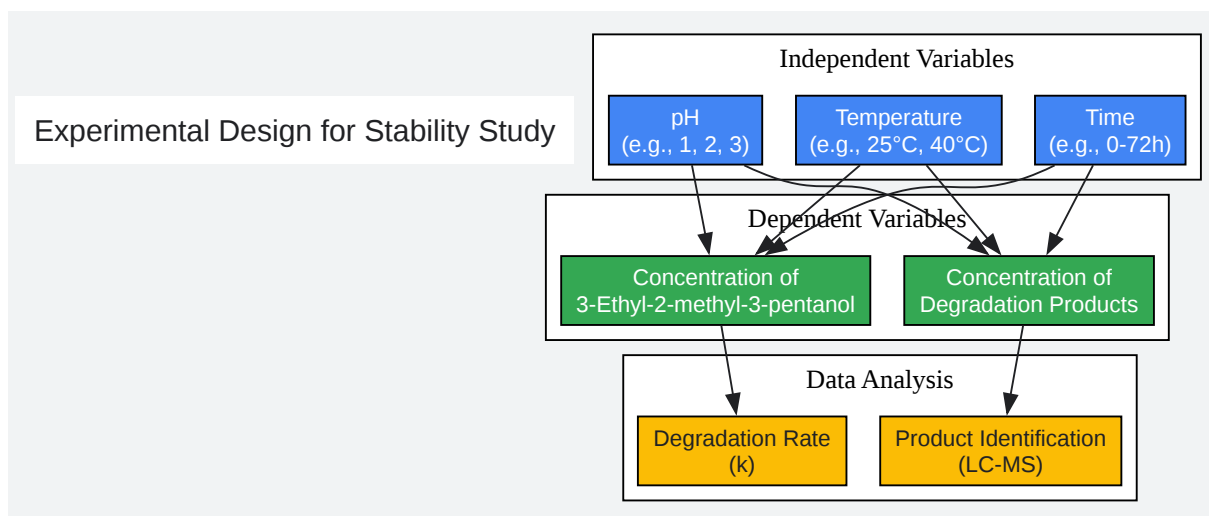 Experimental Design for Stability Study
Independent Variables
pH
(e.g., 1, 2, 3)
Temperature
(e.g., 25°C, 40°C)
Time
(e.g., 0-72h)
Dependent Variables
Concentration of
3-Ethyl-2-methyl-3-pentanol
Concentration of
Degradation Products
Data Analysis
Degradation Rate
(k)
Product Identification
(LC-MS)